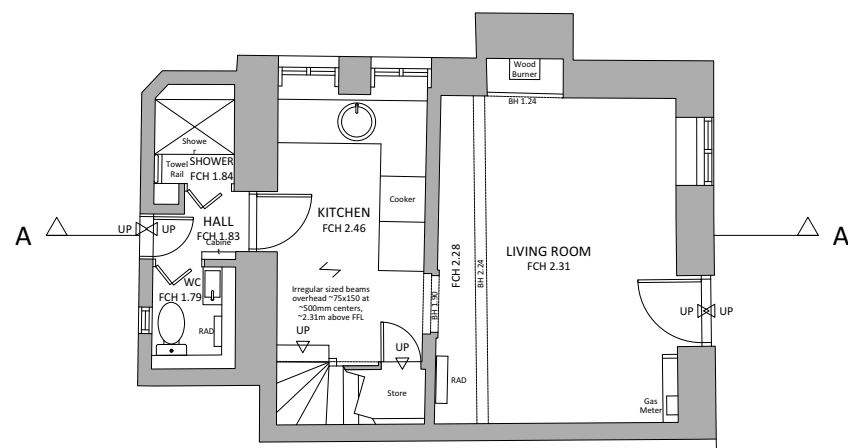 Wood
Burner
BH 1.24
Showe
r
Towel
Rail
SHOWER
FCH 1.84
Cooker
A
UP
UP
HALL
FCH 1.83
Cabine
t
KITCHEN
FCH 2.46
FCH 2.28
BH 2.24
LIVING ROOM
FCH 2.31
A
WC
FCH 1.79
Irregular sized beams
overhead ~75x150 at
~500mm centers,
~2.31m above FFL
BH 1.90
UP
UP
RAD
UP
UP
Store
RAD
Gas
Meter